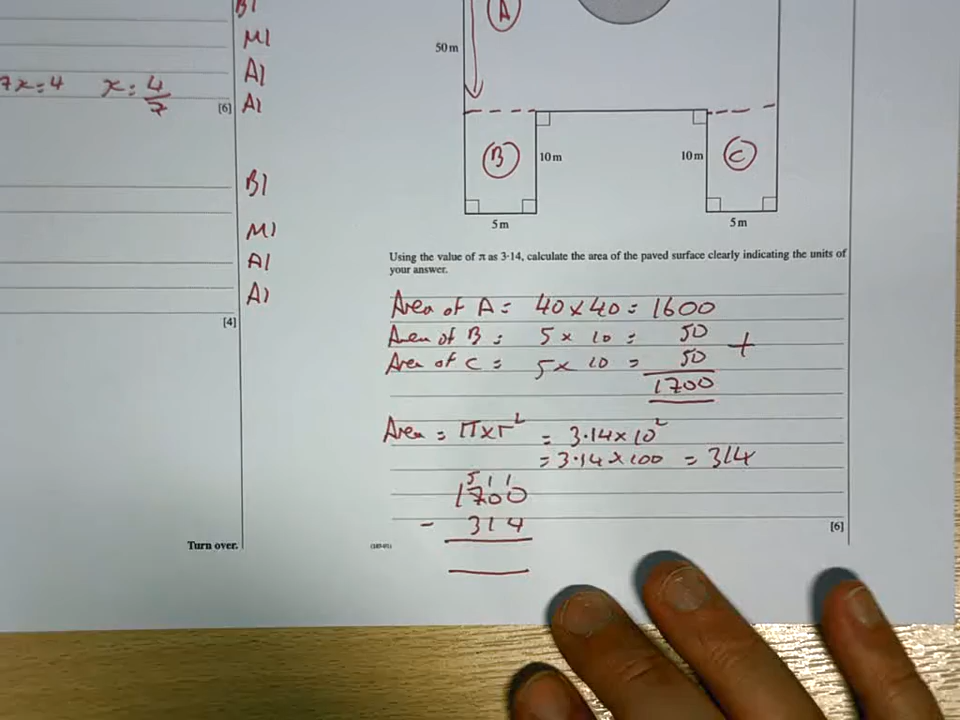 B1
M1
A1
7x=4 x=4/7
[6] A1
B1
M1
A1
A1
[4]
Turn over.
A
50 m
B
10 m
10 m
C
5 m
5 m
Using the value of π as 3·14, calculate the area of the paved surface clearly indicating the units of
your answer.
Area of A = 40 x 40 = 1600
Area of B = 5 x 10 = 50 +
Area of C = 5 x 10 = 50
1700
Area = π x r² = 3·14 x 10²
= 3·14 x 100 = 314
5 1 1
1700
- 314
[6]